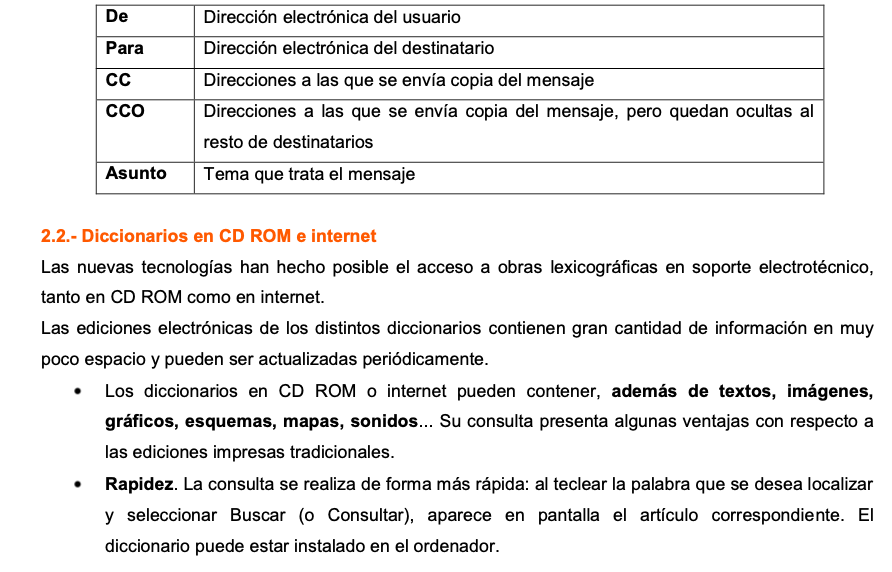 De Dirección electrónica del usuario
Para Dirección electrónica del destinatario
CC Direcciones a las que se envía copia del mensaje
CCO Direcciones a las que se envía copia del mensaje, pero quedan ocultas al
resto de destinatarios
Asunto Tema que trata el mensaje
2.2.- Diccionarios en CD ROM e internet
Las nuevas tecnologías han hecho posible el acceso a obras lexicográficas en soporte electrotécnico,
tanto en CD ROM como en internet.
Las ediciones electrónicas de los distintos diccionarios contienen gran cantidad de información en muy
poco espacio y pueden ser actualizadas periódicamente.
• Los diccionarios en CD ROM o internet pueden contener, además de textos, imágenes,
gráficos, esquemas, mapas, sonidos... Su consulta presenta algunas ventajas con respecto a
las ediciones impresas tradicionales.
• Rapidez. La consulta se realiza de forma más rápida: al teclear la palabra que se desea localizar
y seleccionar Buscar (o Consultar), aparece en pantalla el artículo correspondiente. El
diccionario puede estar instalado en el ordenador.